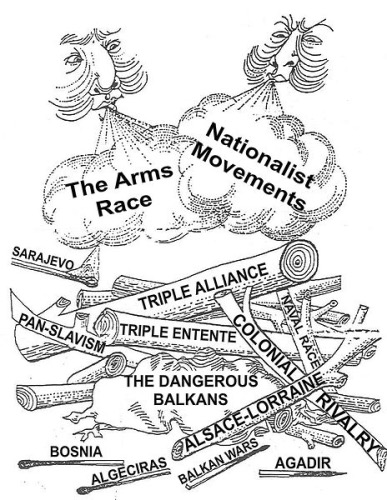 The Arms
Race
Nationalist
Movements
SARAJEVO
TRIPLE ALLIANCE
PAN-SLAVISM
TRIPLE ENTENTE
COLONIAL RIVALRY
NAVAL RACE
THE DANGEROUS
BALKANS
ALSACE-LORRAINE
BOSNIA
ALGECIRAS
BALKAN WARS
AGADIR